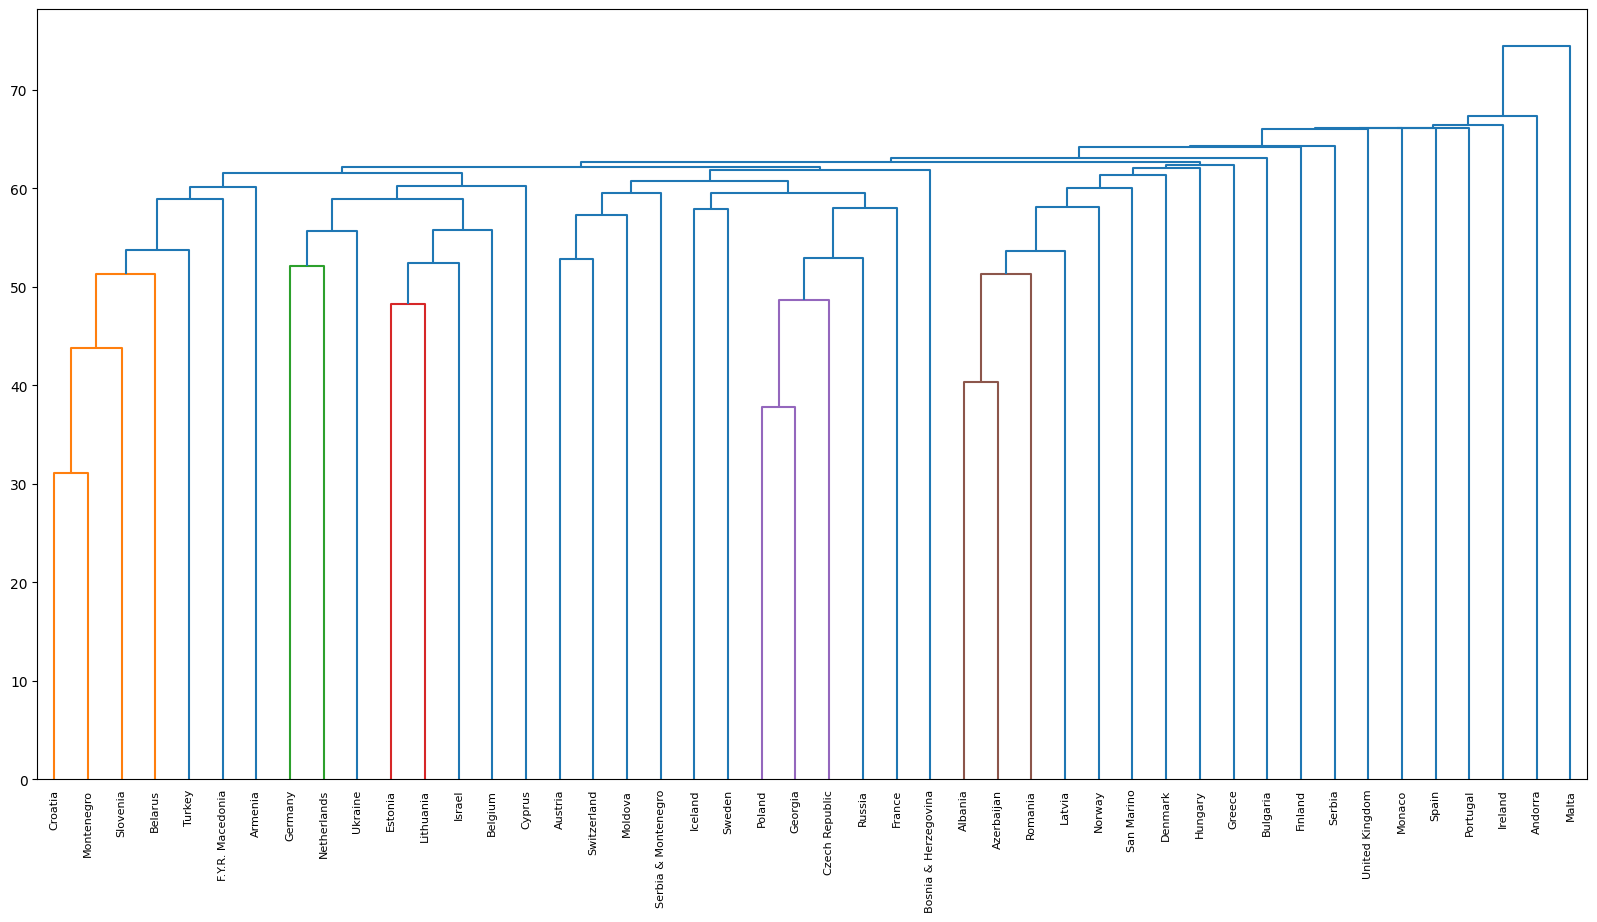 70
60
50
40
30
20
10
0
Croatia
Montenegro
Slovenia
Belarus
Turkey
F.Y.R. Macedonia
Armenia
Germany
Netherlands
Ukraine
Estonia
Lithuania
Israel
Belgium
Cyprus
Austria
Switzerland
Moldova
Serbia & Montenegro
Iceland
Sweden
Poland
Georgia
Czech Republic
Russia
France
Bosnia & Herzegovina
Albania
Azerbaijan
Romania
Latvia
Norway
San Marino
Denmark
Hungary
Greece
Bulgaria
Finland
Serbia
United Kingdom
Monaco
Spain
Portugal
Ireland
Andorra
Malta